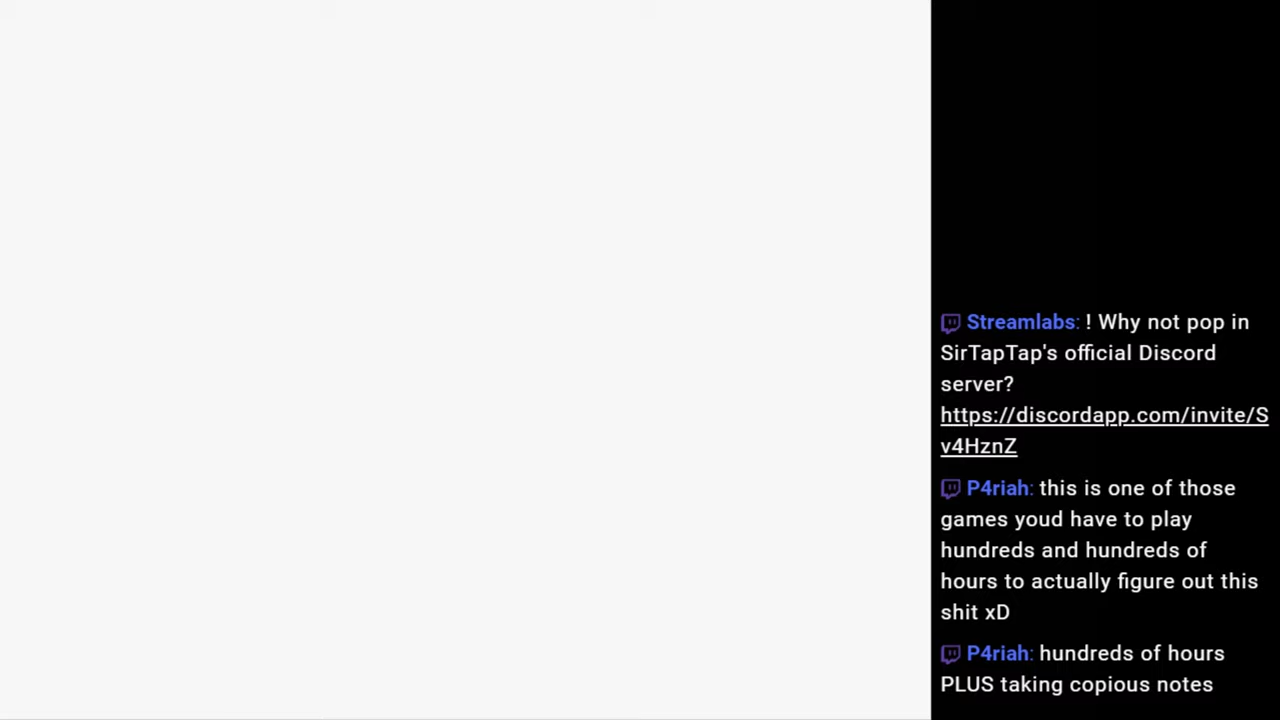 Streamlabs: ! Why not pop in
SirTapTap's official Discord
server?
https://discordapp.com/invite/S
v4HznZ
P4riah: this is one of those
games youd have to play
hundreds and hundreds of
hours to actually figure out this
shit xD
P4riah: hundreds of hours
PLUS taking copious notes